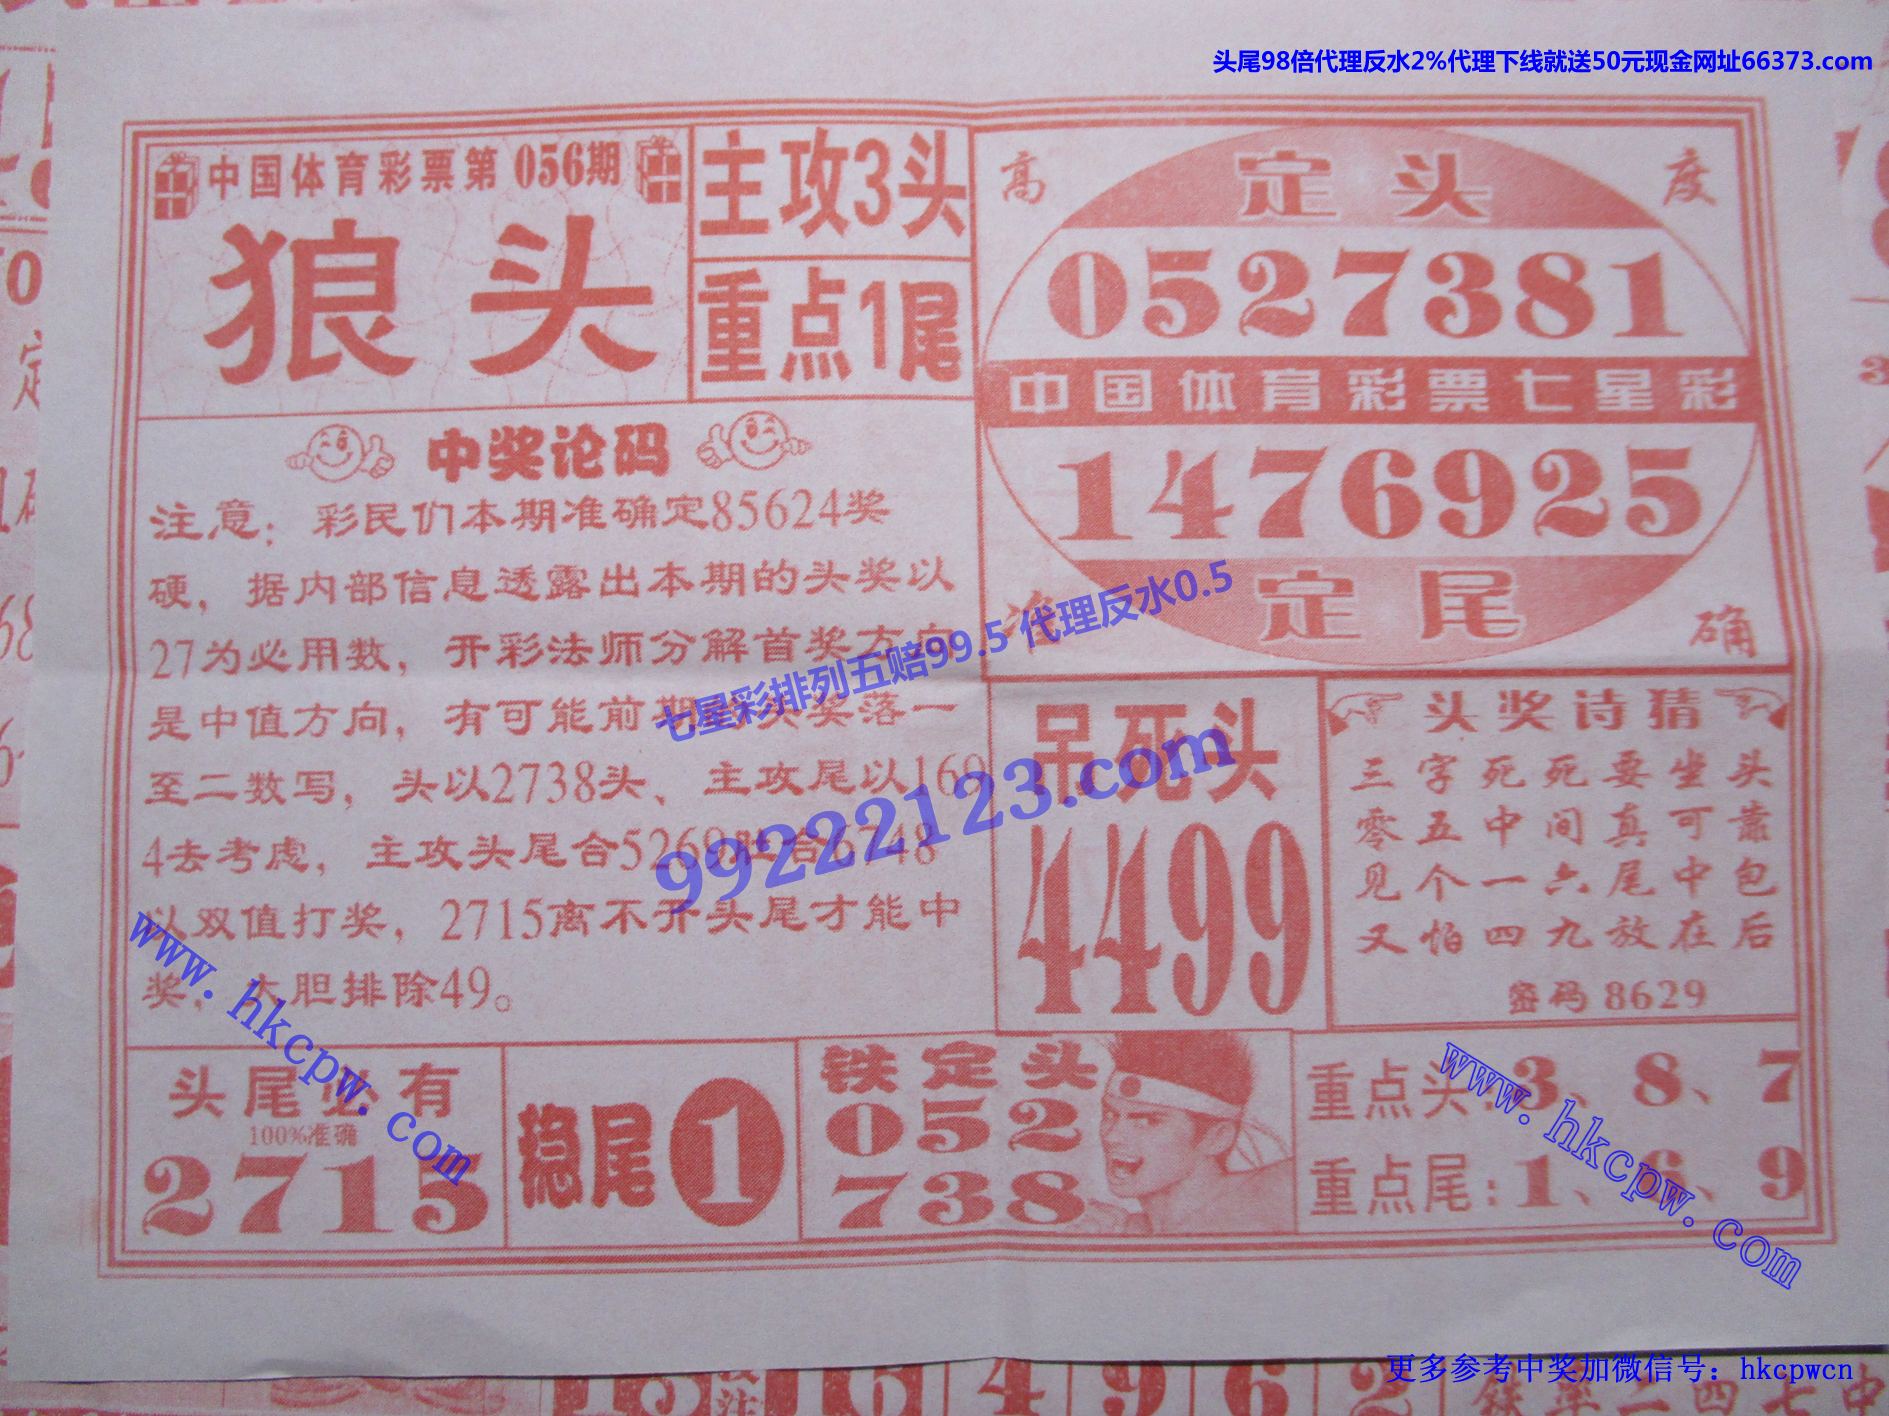 头尾98倍代理反水2%代理下线就送50元现金网址66373.com
中国体育彩票第 056期
狼头
主攻3头
重点1尾
高 度
定头
0527381
中国体育彩票七星彩
1476925
定尾
准 确
中奖论码
注意：彩民们本期准确定85624奖
硬，据内部信息透露出本期的头奖以
27为必用数，开彩法师分解首奖方向
是中值方向，有可能前期 头奖落一
至二数写，头以2738头、主攻尾以169
4去考虑，主攻头尾合5269 合6748
以双值打奖，2715离不开头尾才能中
奖，大胆排除49。
七星彩排列五赔99.5 代理反水0.5
99222123.com
吊死头
4499
头奖诗猜
三字死死要坐头
零五中间真可靠
见个一六尾中包
又怕四九放在后
密码 8629
头尾必有
100%准确
2715
稳尾 1
铁定头
052
738
重点头：3、8、7
重点尾：1、6、9
www.hkcpw.com
www.hkcpw.com
更多参考中奖加微信号：hkcpwcn